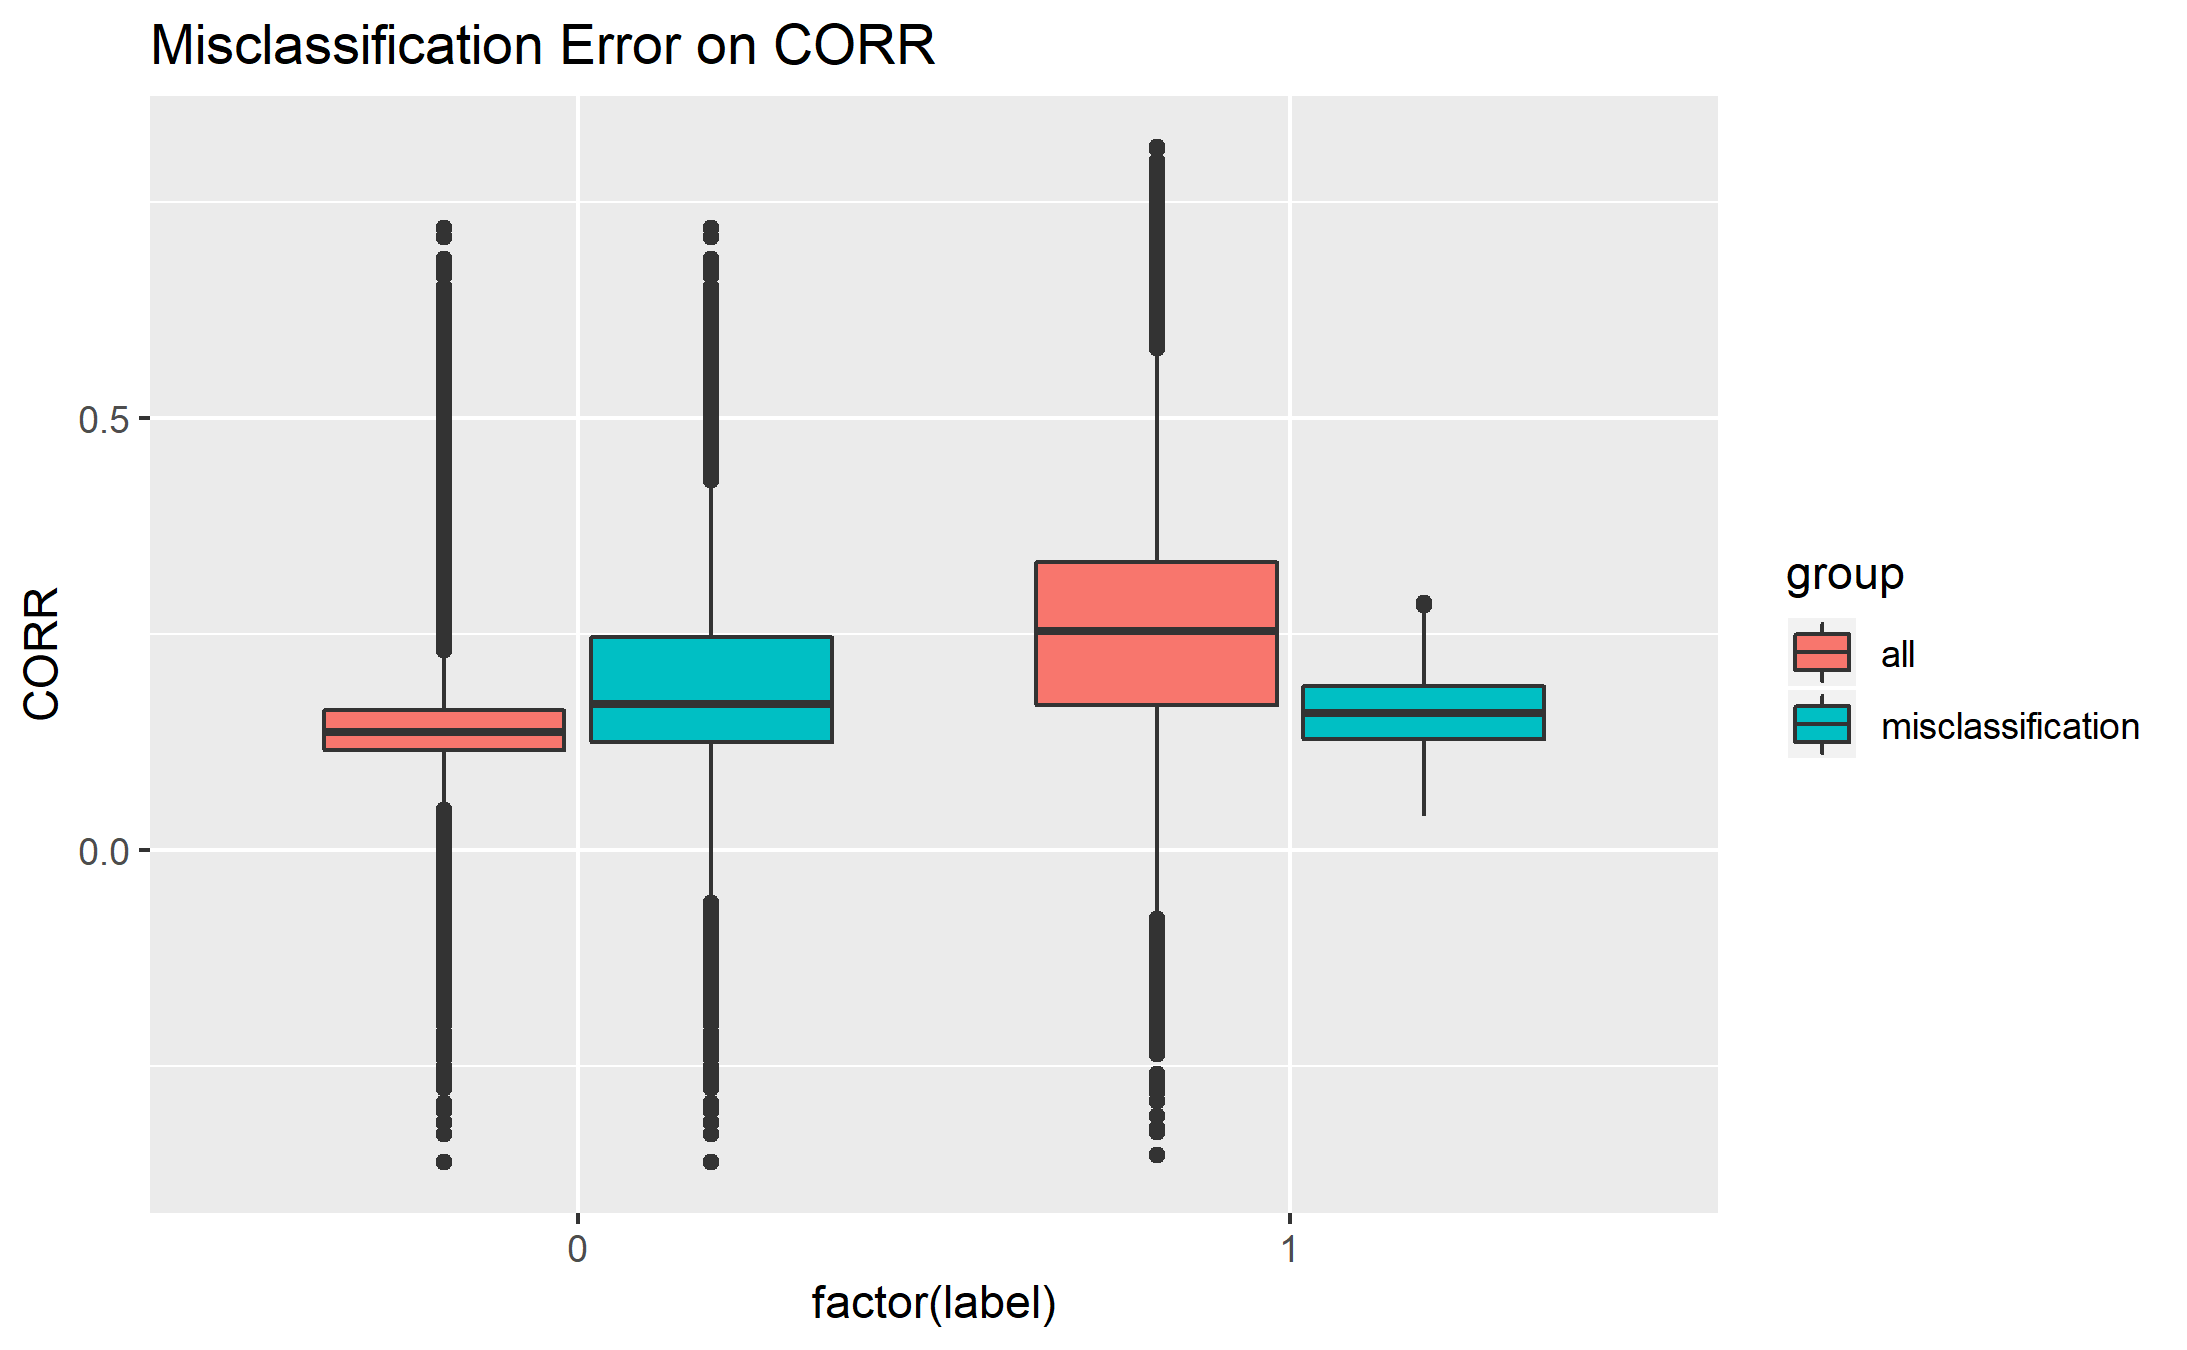 Misclassification Error on CORR
CORR
0.5
0.0
0
1
factor(label)
group
all
misclassification